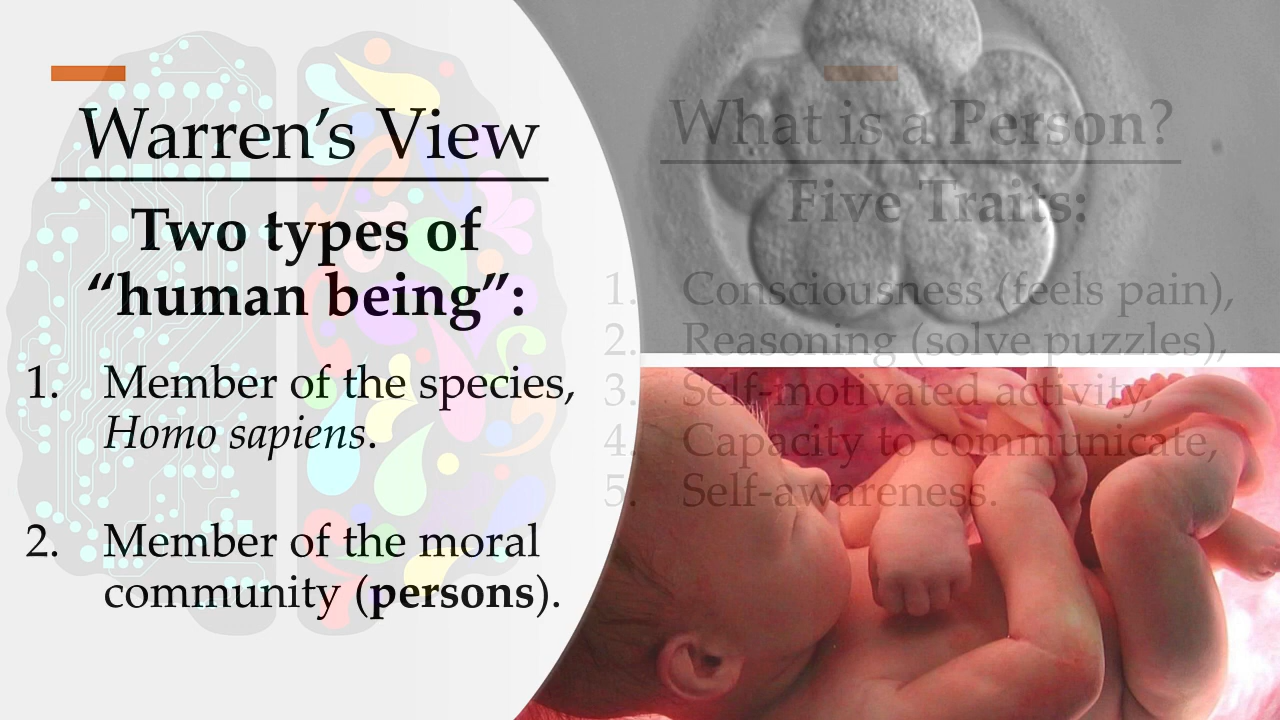 Warren’s View
Two types of
“human being”:
1. Member of the species,
Homo sapiens.
2. Member of the moral
community (persons).
What is a Person?
Five Traits:
1. Consciousness (feels pain),
2. Reasoning (solve puzzles),
3. Self-motivated activity,
4. Capacity to communicate,
5. Self-awareness.